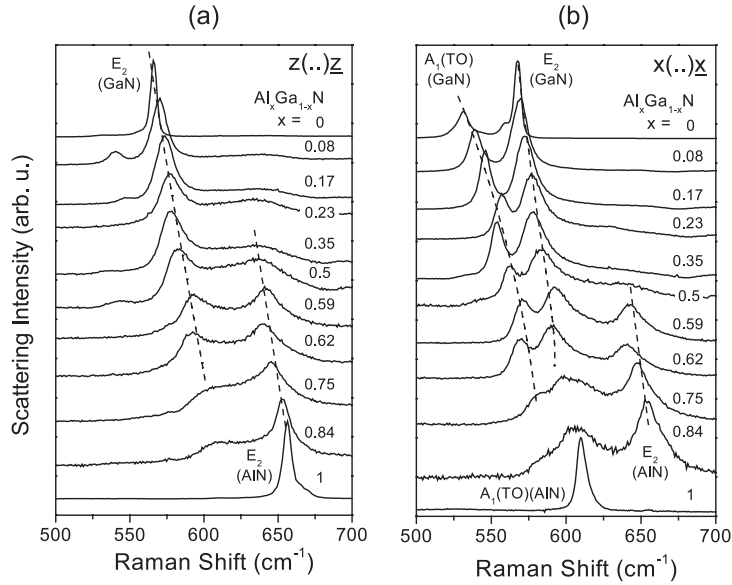 (a)
E2
(GaN)
z(..)z
AlxGa1-xN
x = 0
0.08
0.17
0.23
0.35
0.5
0.59
0.62
0.75
0.84
E2
(AlN)
1
500 550 600 650 700
Raman Shift (cm-1)
Scattering Intensity (arb. u.)
(b)
A1(TO)
(GaN)
E2
(GaN)
x(..)x
AlxGa1-xN
x = 0
0.08
0.17
0.23
0.35
0.5
0.59
0.62
0.75
0.84
E2
(AlN)
A1(TO)(AlN)
1
500 550 600 650 700
Raman Shift (cm-1)